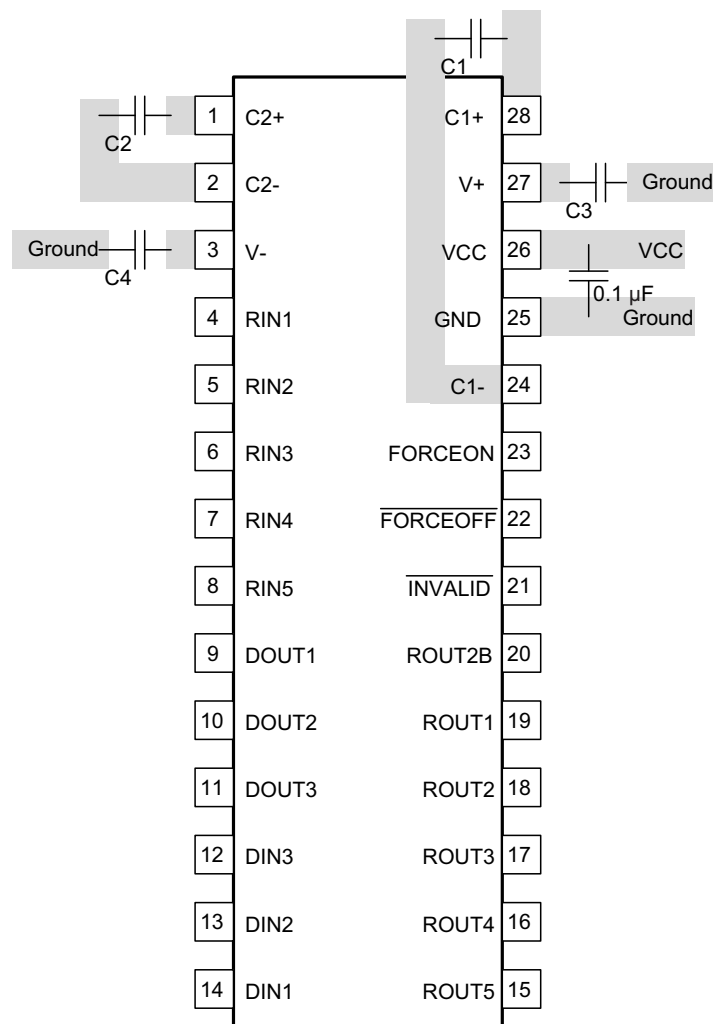 C1
1 C2+ C1+ 28
C2
2 C2- V+ 27 Ground
C3
Ground 3 V- VCC 26 VCC
C4
0.1 µF
4 RIN1 GND 25 Ground
5 RIN2 C1- 24
6 RIN3 FORCEON 23
7 RIN4 FORCEOFF 22
8 RIN5 INVALID 21
9 DOUT1 ROUT2B 20
10 DOUT2 ROUT1 19
11 DOUT3 ROUT2 18
12 DIN3 ROUT3 17
13 DIN2 ROUT4 16
14 DIN1 ROUT5 15